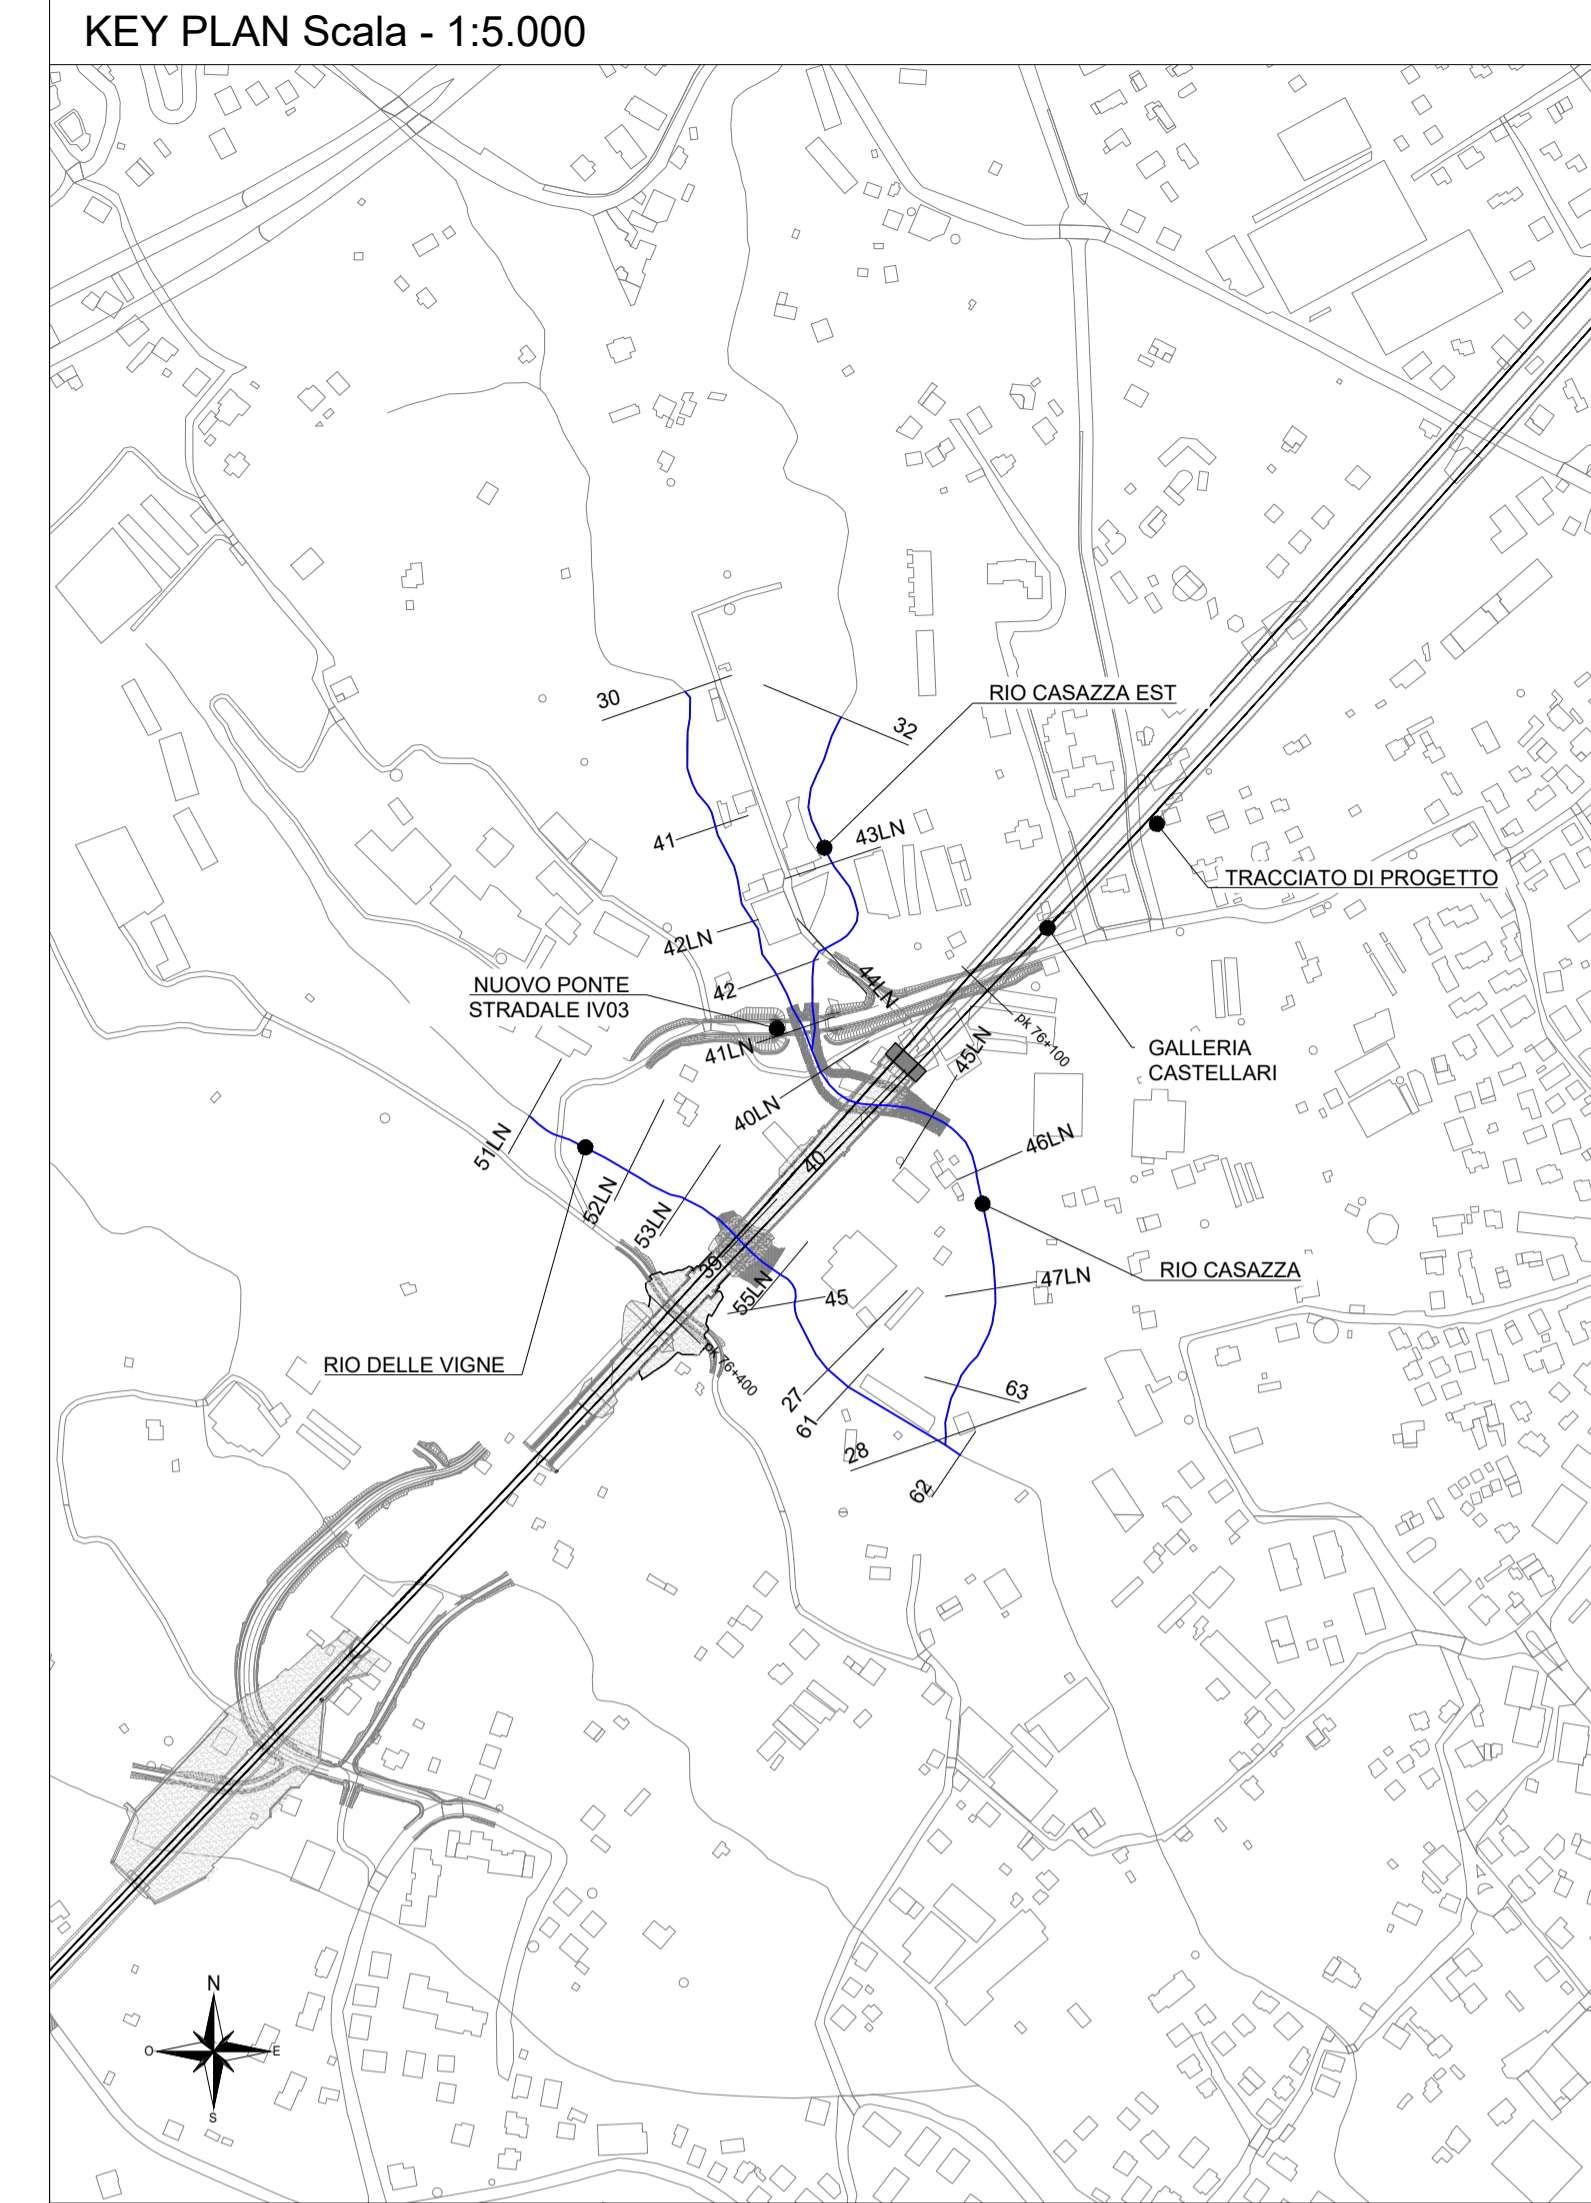 KEY PLAN Scala - 1:5.000
30
RIO CASAZZA EST
32
41
43LN
TRACCIATO DI PROGETTO
42LN
44LN
NUOVO PONTE
STRADALE IV03
42
pk 76+100
41LN
45LN
GALLERIA
CASTELLARI
40LN
51LN
46LN
40
52LN
53LN
39
RIO CASAZZA
47LN
55LN
45
pk 76+400
RIO DELLE VIGNE
27
61
63
28
62
N
O
E
S